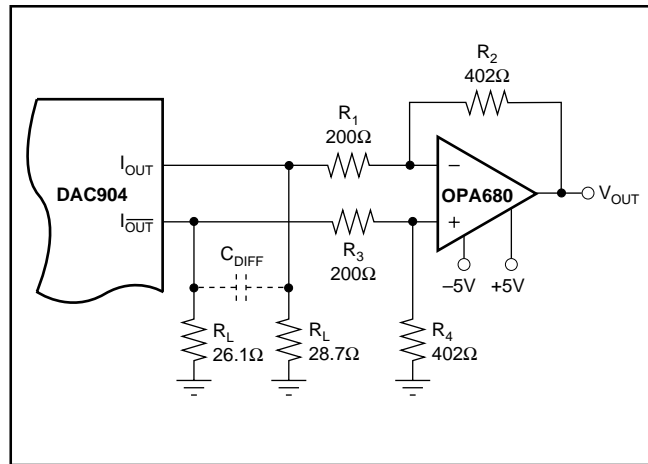 R2
402Ω
R1
200Ω
IOUT
DAC904
IOUT
−
OPA680
+
VOUT
R3
200Ω
CDIFF
–5V
+5V
RL
26.1Ω
RL
28.7Ω
R4
402Ω